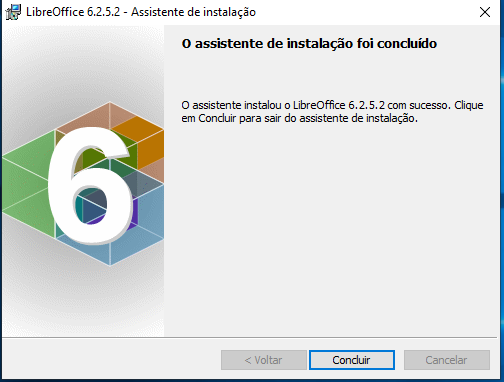 LibreOffice 6.2.5.2 - Assistente de instalação
O assistente de instalação foi concluído
O assistente instalou o LibreOffice 6.2.5.2 com sucesso. Clique
em Concluir para sair do assistente de instalação.
6
< Voltar
Concluir
Cancelar